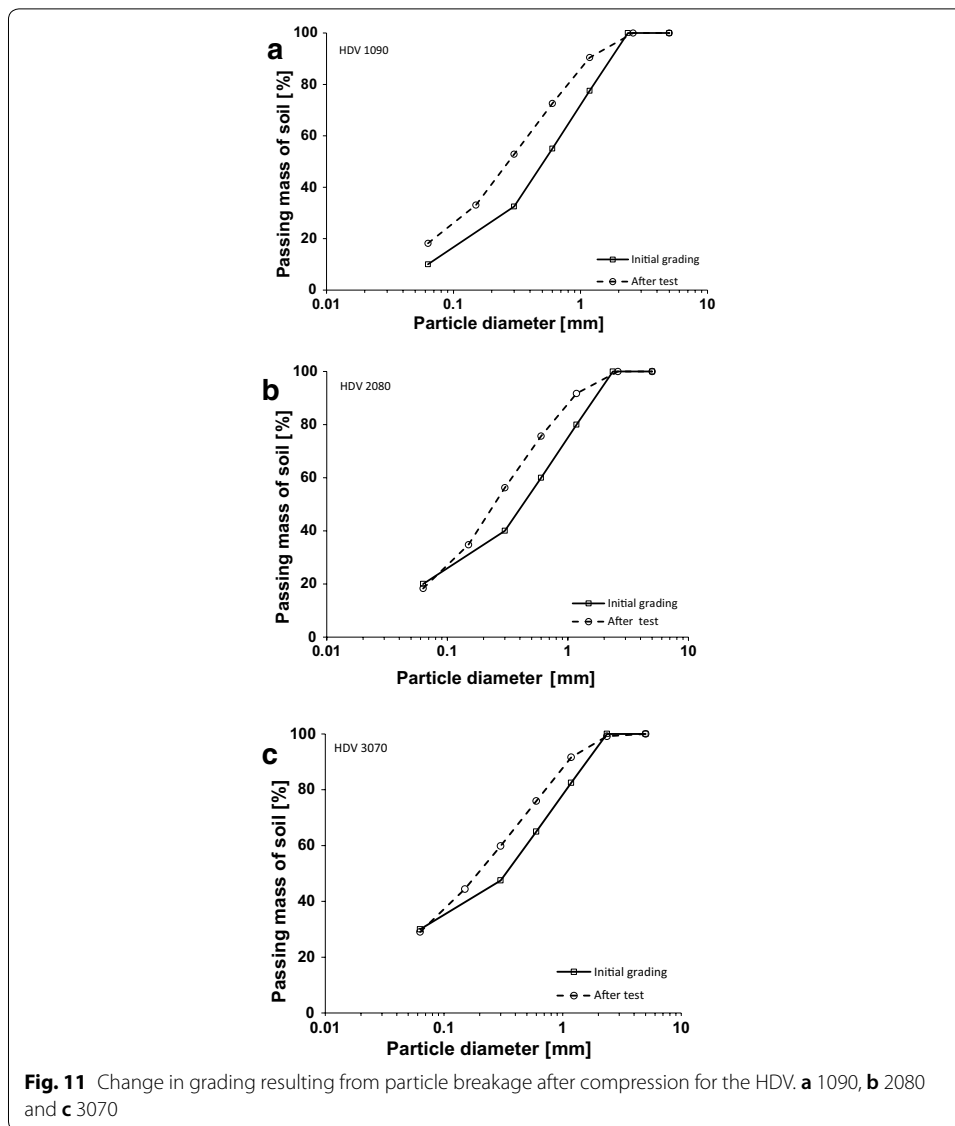 a
HDV 1090
Passing mass of soil [%]
100
80
60
40
20
0
Initial grading
After test
0.01 0.1 1 10
Particle diameter [mm]
b
HDV 2080
Passing mass of soil [%]
100
80
60
40
20
0
Initial grading
After test
0.01 0.1 1 10
Particle diameter [mm]
c
HDV 3070
Passing mass of soil [%]
100
80
60
40
20
0
Initial grading
After test
0.01 0.1 1 10
Particle diameter [mm]
Fig. 11 Change in grading resulting from particle breakage after compression for the HDV. a 1090, b 2080
and c 3070